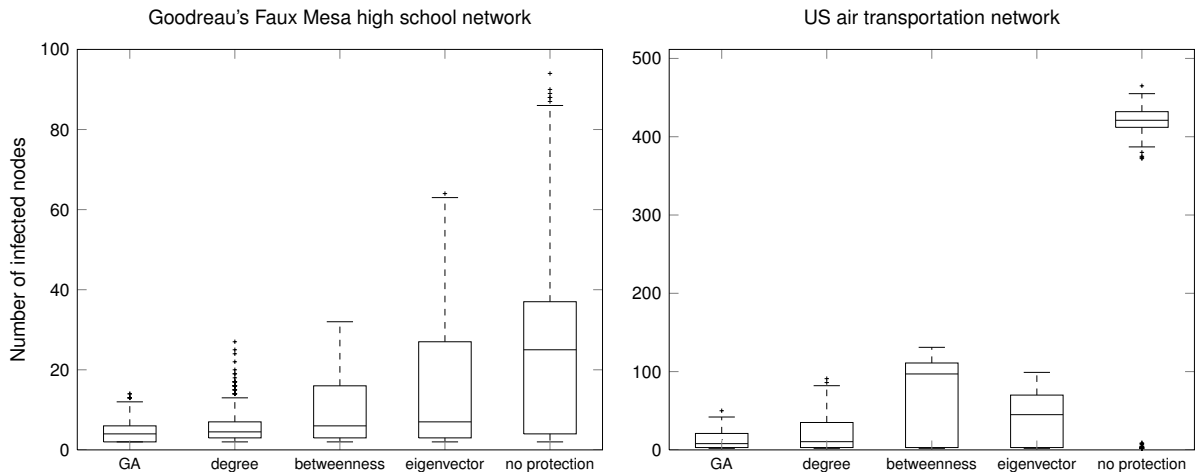 Goodreau's Faux Mesa high school network
Number of infected nodes
100
80
60
40
20
0
GA degree betweenness eigenvector no protection
US air transportation network
500
400
300
200
100
0
GA degree betweenness eigenvector no protection